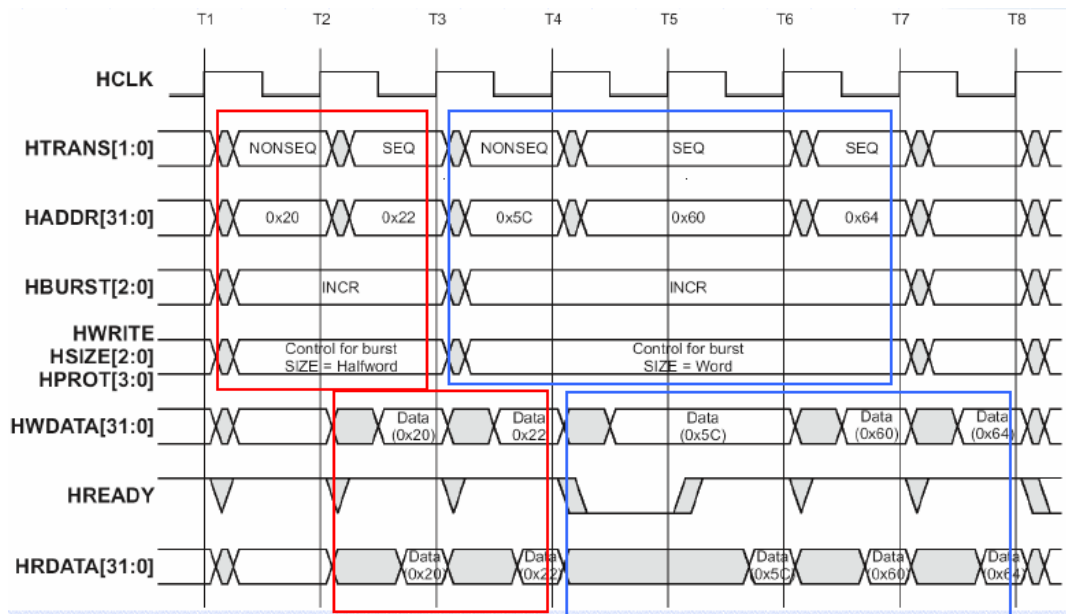 T1 T2 T3 T4 T5 T6 T7 T8
HCLK
HTRANS[1:0] NONSEQ SEQ NONSEQ SEQ SEQ
HADDR[31:0] 0x20 0x22 0x5C 0x60 0x64
HBURST[2:0] INCR INCR
HWRITE
HSIZE[2:0]
HPROT[3:0]
Control for burst
SIZE = Halfword
Control for burst
SIZE = Word
HWDATA[31:0]
Data
(0x20)
Data
0x22
Data
(0x5C)
Data
(0x60)
Data
(0x64)
HREADY
HRDATA[31:0]
Data
(0x20)
Data
(0x22)
Data
(0x5C)
Data
(0x60)
Data
(0x64)